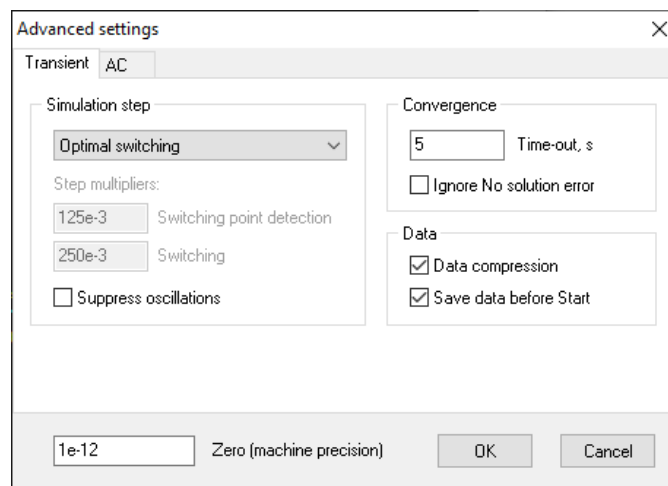 Advanced settings
Transient AC
Simulation step
Optimal switching
Step multipliers:
125e-3 Switching point detection
250e-3 Switching
Suppress oscillations
Convergence
5 Time-out, s
Ignore No solution error
Data
Data compression
Save data before Start
1e-12 Zero (machine precision) OK Cancel